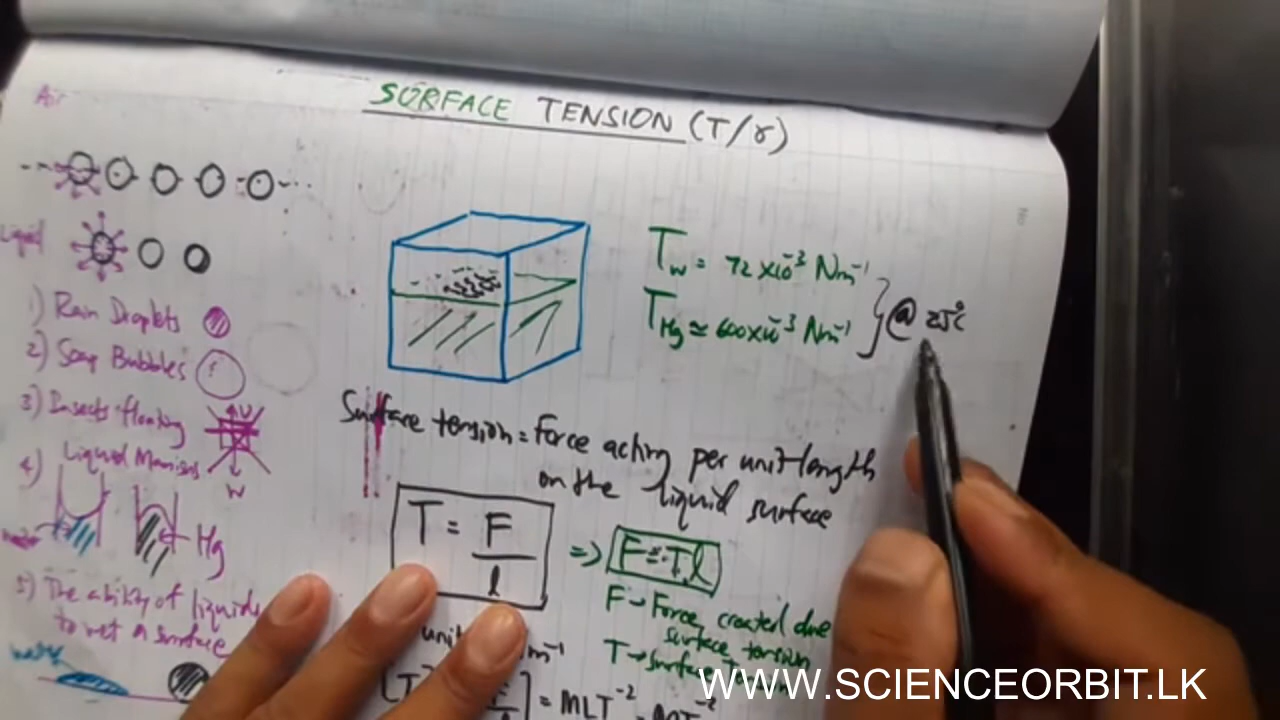 SURFACE TENSION (T/γ)
Air
Liquid
1) Rain Droplets
2) Soap Bubbles
3) Insects floating
U
W
4) Liquid Meniscus
Hg
5) The ability of liquids
to wet a surface
T_w = 72×10⁻³ Nm⁻¹
T_Hg ≃ 600×10⁻³ Nm⁻¹
@ 25°C
Surface tension = Force acting per unit length
on the liquid surface
T = F/l
⇒ F = T.l
F → Force created due
surface tension
T → Surface
= MLT⁻²
WWW.SCIENCEORBIT.LK